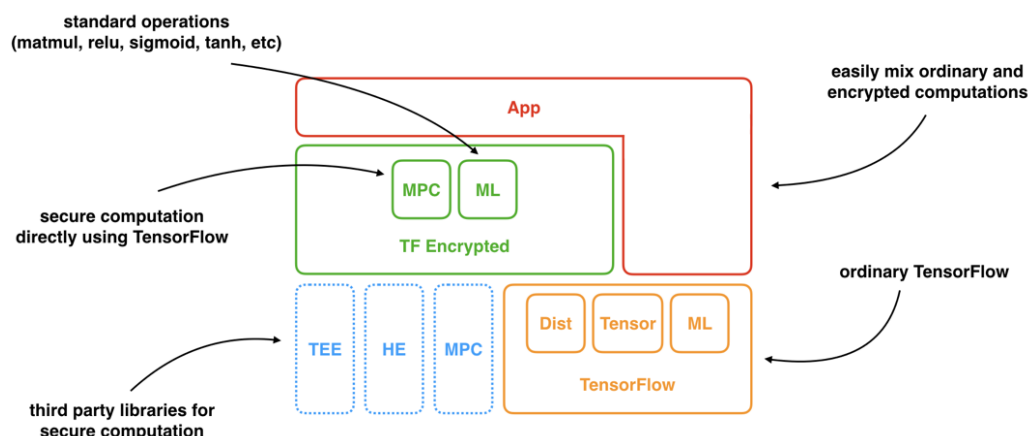 standard operations
(matmul, relu, sigmoid, tanh, etc)
easily mix ordinary and
encrypted computations
App
MPC
ML
TF Encrypted
secure computation
directly using TensorFlow
ordinary TensorFlow
TEE
HE
MPC
Dist
Tensor
ML
TensorFlow
third party libraries for
secure computation